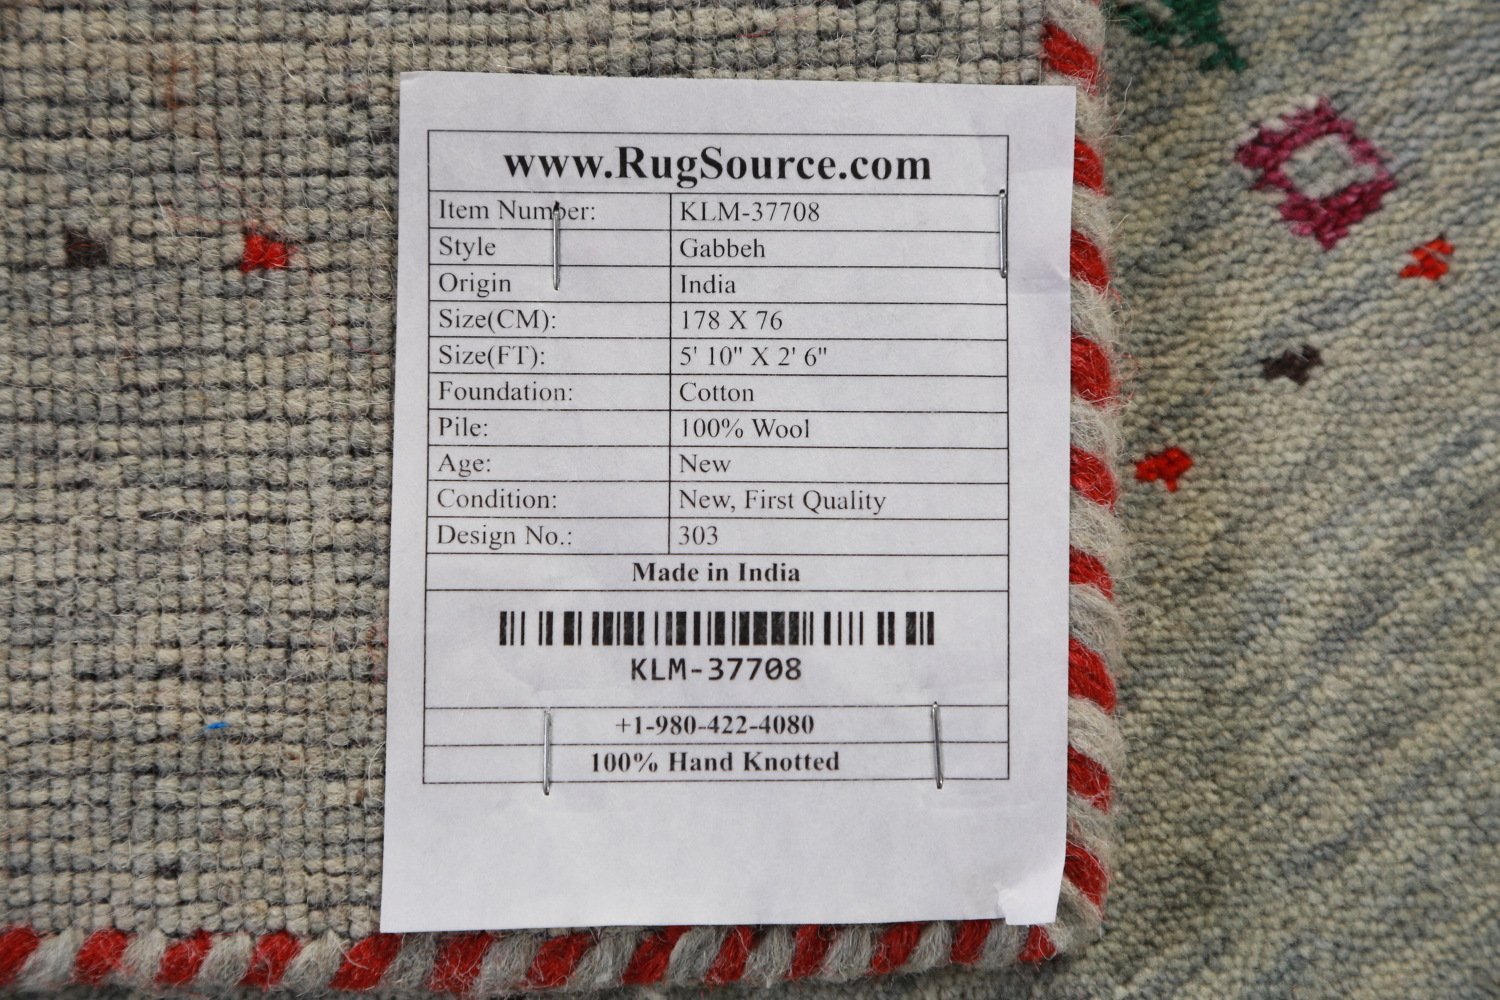 www.RugSource.com
Item Number: KLM-37708
Style Gabbeh
Origin India
Size(CM): 178 X 76
Size(FT): 5' 10" X 2' 6"
Foundation: Cotton
Pile: 100% Wool
Age: New
Condition: New, First Quality
Design No.: 303
Made in India
KLM-37708
+1-980-422-4080
100% Hand Knotted